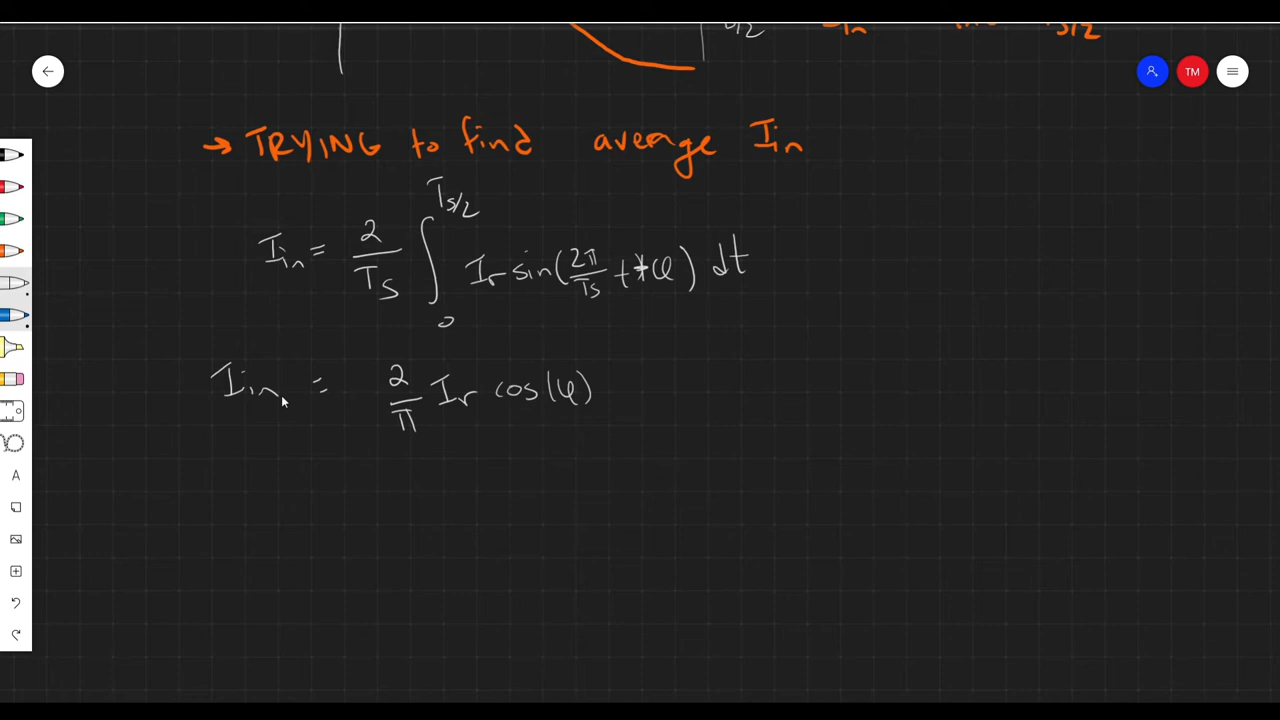 → TRYING to find average Iin
Iin = 2/Ts ∫₀^{Ts/2} Ir sin(2π/Ts t + φ) dt
Iin = 2/π Ir cos(φ)
TM
A